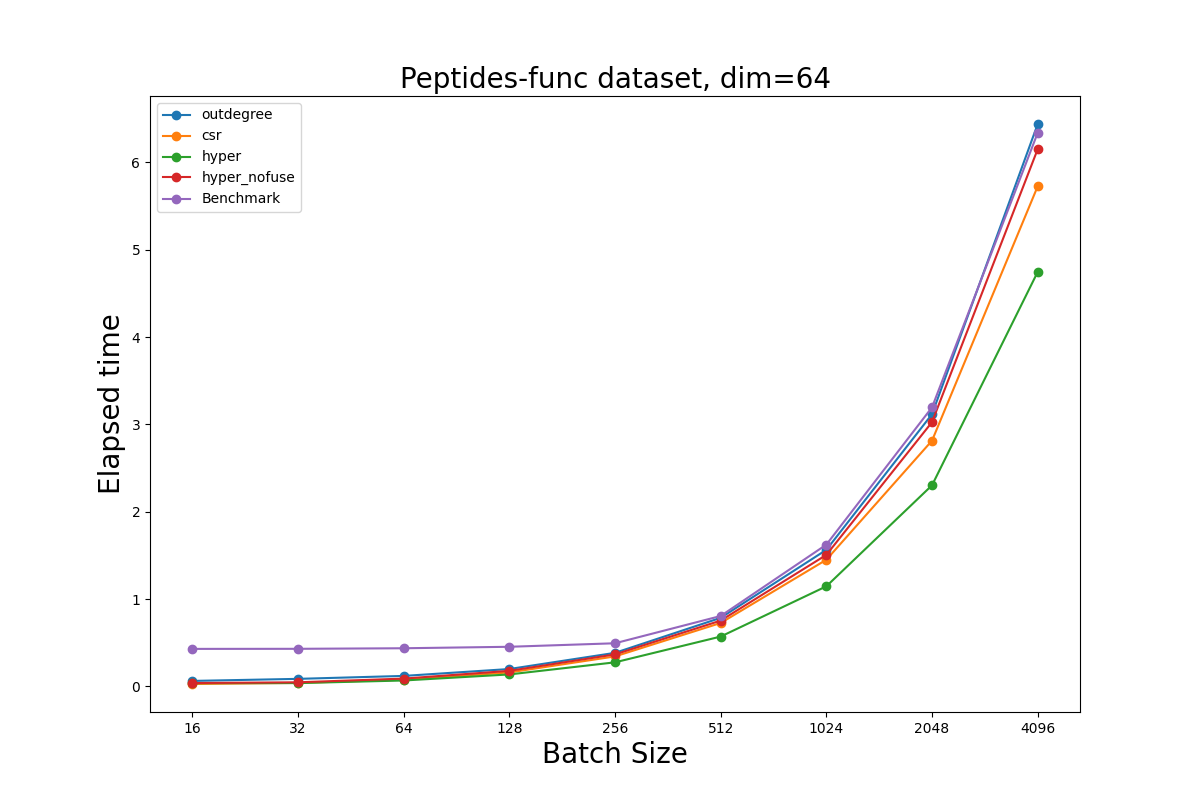 Peptides-func dataset, dim=64
outdegree
csr
hyper
hyper_nofuse
Benchmark
6
5
4
3
2
1
0
Elapsed time
16 32 64 128 256 512 1024 2048 4096
Batch Size